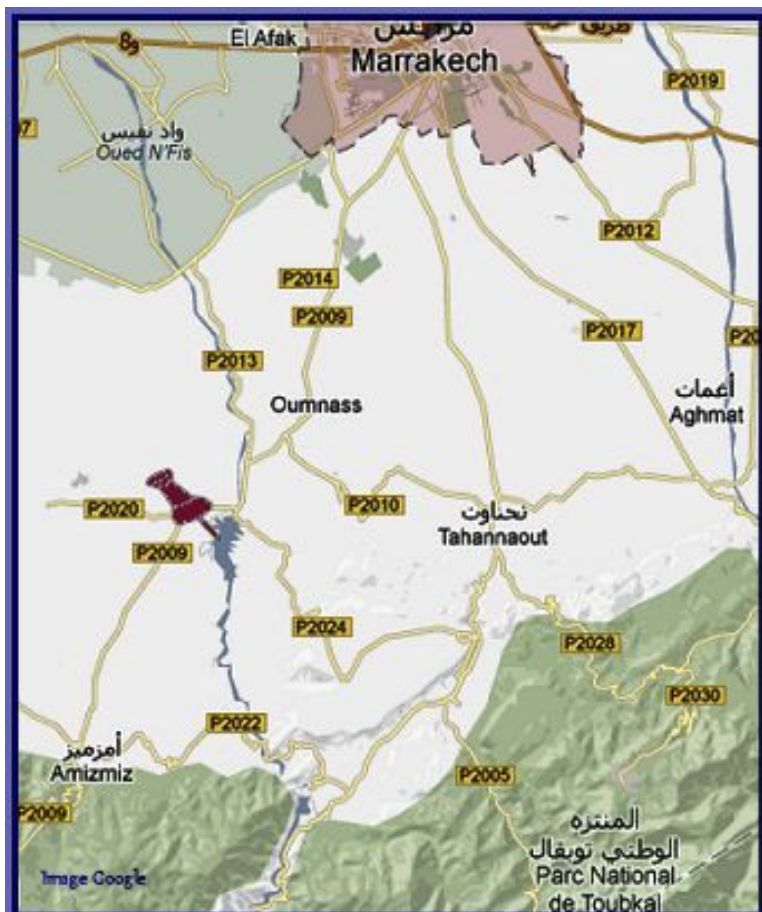 مراكش
طريق
El Afak
Marrakech
P2019
واد نفيس
Oued N'Fis
P2012
P2014
P2009
P2017
P2013
Oumnass
أغمات
Aghmat
P2020
P2010
تحناوت
Tahannaout
P2009
P2024
P2028
P2030
P2022
أمزميز
Amizmiz
P2005
P2009
المنتزه
الوطني توبقال
Parc National
de Toubkal
Image Google